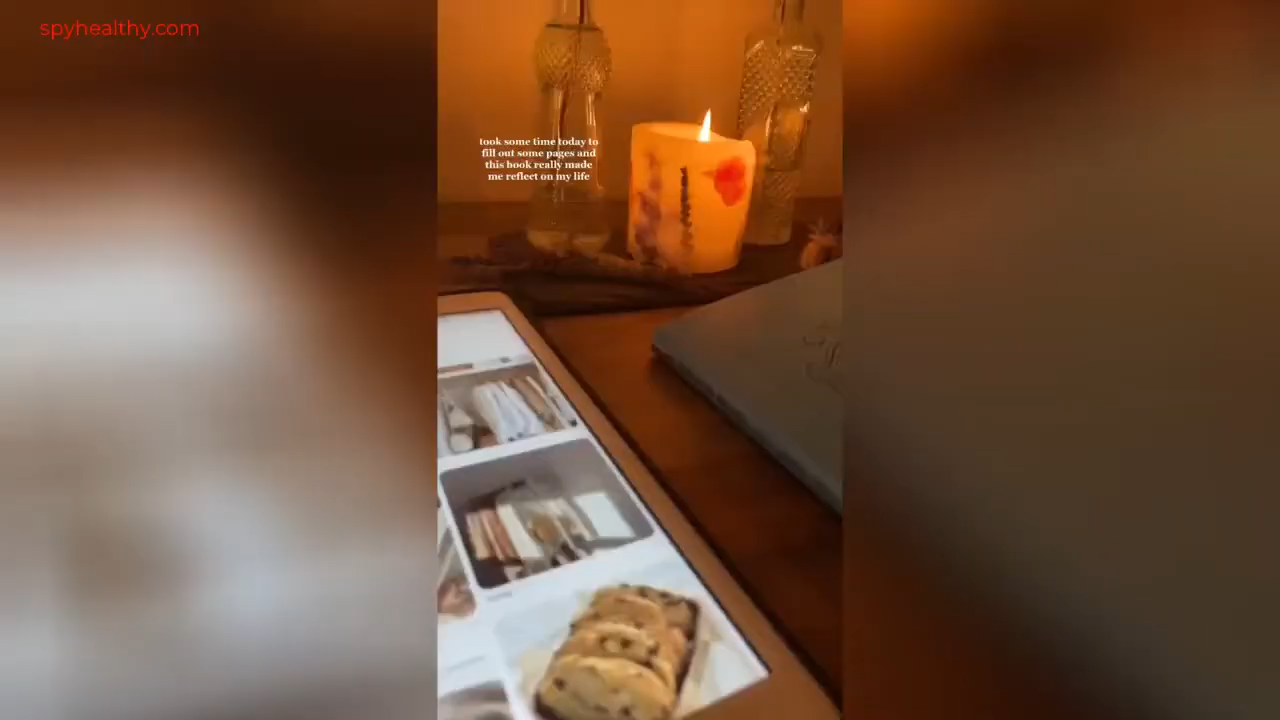 spyhealthy.com
took some time today to
fill out some pages and
this book really made
me reflect on my life